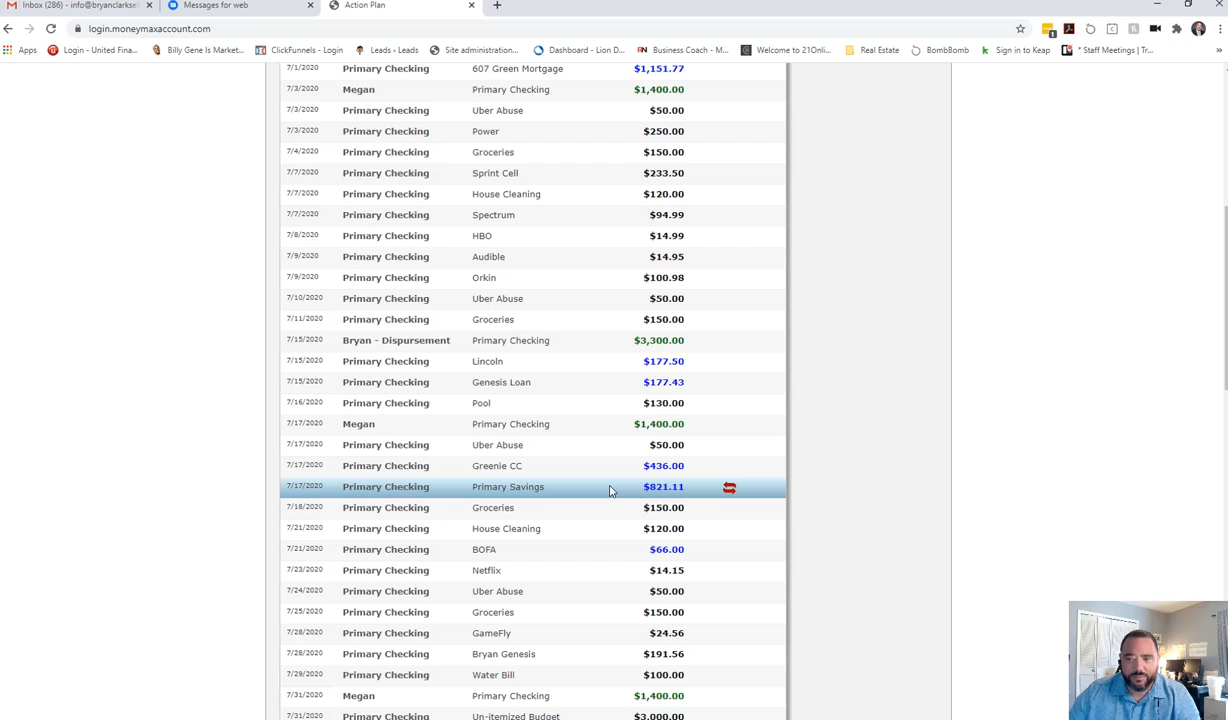 Inbox (286) - info@bryanclarksel
Messages for web
Action Plan
login.moneymaxaccount.com
Apps
Login - United Finan...
Billy Gene Is Market...
ClickFunnels - Login
Leads ‹ Leads
Site administration...
Dashboard - Lion D...
Business Coach - M...
Welcome to 21Onli...
Real Estate
BombBomb
Sign in to Keap
* Staff Meetings | Tr...
»
7/1/2020 Primary Checking 607 Green Mortgage $1,151.77
7/3/2020 Megan Primary Checking $1,400.00
7/3/2020 Primary Checking Uber Abuse $50.00
7/3/2020 Primary Checking Power $250.00
7/4/2020 Primary Checking Groceries $150.00
7/7/2020 Primary Checking Sprint Cell $233.50
7/7/2020 Primary Checking House Cleaning $120.00
7/7/2020 Primary Checking Spectrum $94.99
7/8/2020 Primary Checking HBO $14.99
7/9/2020 Primary Checking Audible $14.95
7/9/2020 Primary Checking Orkin $100.98
7/10/2020 Primary Checking Uber Abuse $50.00
7/11/2020 Primary Checking Groceries $150.00
7/15/2020 Bryan - Dispursement Primary Checking $3,300.00
7/15/2020 Primary Checking Lincoln $177.50
7/15/2020 Primary Checking Genesis Loan $177.43
7/16/2020 Primary Checking Pool $130.00
7/17/2020 Megan Primary Checking $1,400.00
7/17/2020 Primary Checking Uber Abuse $50.00
7/17/2020 Primary Checking Greenie CC $436.00
7/17/2020 Primary Checking Primary Savings $821.11
7/18/2020 Primary Checking Groceries $150.00
7/21/2020 Primary Checking House Cleaning $120.00
7/21/2020 Primary Checking BOFA $66.00
7/23/2020 Primary Checking Netflix $14.15
7/24/2020 Primary Checking Uber Abuse $50.00
7/25/2020 Primary Checking Groceries $150.00
7/28/2020 Primary Checking GameFly $24.56
7/28/2020 Primary Checking Bryan Genesis $191.56
7/29/2020 Primary Checking Water Bill $100.00
7/31/2020 Megan Primary Checking $1,400.00
7/31/2020 Primary Checking Un-itemized Budget $3,000.00